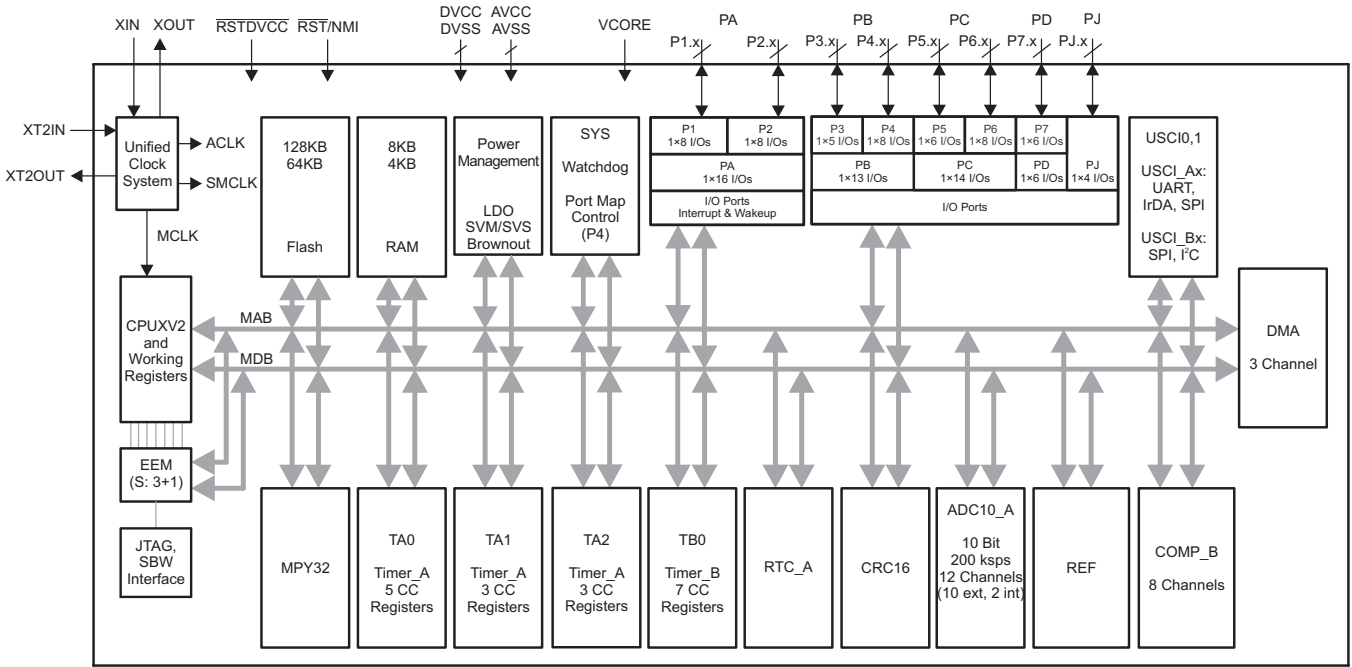 XIN XOUT RSTDVCC RST/NMI DVCC AVCC VCORE PA PB PC PD PJ
DVSS AVSS
P1.x P2.x P3.x P4.x P5.x P6.x P7.x PJ.x
XT2IN
XT2OUT
Unified
Clock
System
ACLK
SMCLK
MCLK
128KB
64KB
Flash
8KB
4KB
RAM
Power
Management
LDO
SVM/SVS
Brownout
SYS
Watchdog
Port Map
Control
(P4)
P1
1×8 I/Os
P2
1×8 I/Os
PA
1×16 I/Os
I/O Ports
Interrupt & Wakeup
P3
1×5 I/Os
P4
1×8 I/Os
P5
1×6 I/Os
P6
1×8 I/Os
P7
1×6 I/Os
PB
1×13 I/Os
PC
1×14 I/Os
PD
1×6 I/Os
PJ
1×4 I/Os
I/O Ports
USCI0,1
USCI_Ax:
UART,
IrDA, SPI
USCI_Bx:
SPI, I²C
CPUXV2
and
Working
Registers
MAB
MDB
DMA
3 Channel
EEM
(S: 3+1)
JTAG,
SBW
Interface
MPY32
TA0
Timer_A
5 CC
Registers
TA1
Timer_A
3 CC
Registers
TA2
Timer_A
3 CC
Registers
TB0
Timer_B
7 CC
Registers
RTC_A
CRC16
ADC10_A
10 Bit
200 ksps
12 Channels
(10 ext, 2 int)
REF
COMP_B
8 Channels